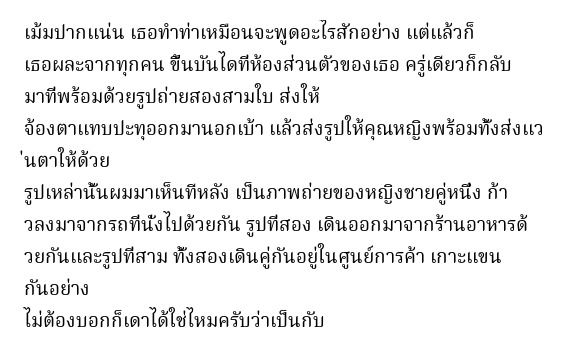 เม้มปากแน่น เธอทำท่าเหมือนจะพูดอะไรสักอย่าง แต่แล้วก็
เธอผละจากทุกคน ขึ้นบันไดที่ห้องส่วนตัวของเธอ ครู่เดียวก็กลับ
มาที่พร้อมด้วยรูปถ่ายสองสามใบ ส่งให้
จ้องตาแทบปะทุออกมานอกเบ้า แล้วส่งรูปให้คุณหญิงพร้อมทั้งส่งแว
่นตาให้ด้วย
รูปเหล่านั้นผมมาเห็นทีหลัง เป็นภาพถ่ายของหญิงชายคู่หนึ่ง ก้า
วลงมาจากรถที่นั่งไปด้วยกัน รูปที่สอง เดินออกมาจากร้านอาหารด้
วยกันและรูปที่สาม ทั้งสองเดินคู่กันอยู่ในศูนย์การค้า เกาะแขน
กันอย่าง
ไม่ต้องบอกก็เดาได้ใช่ไหมครับว่าเป็นกับ